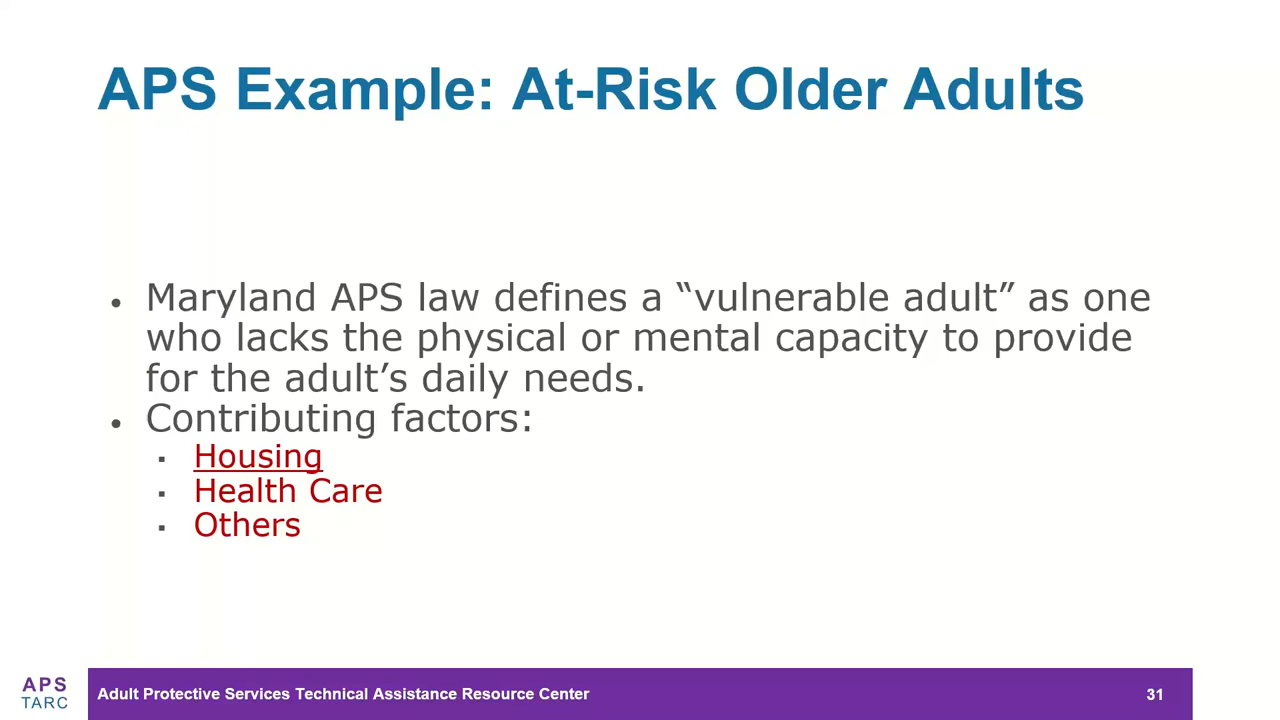 APS Example: At-Risk Older Adults
• Maryland APS law defines a “vulnerable adult” as one
who lacks the physical or mental capacity to provide
for the adult’s daily needs.
• Contributing factors:
▪ Housing
▪ Health Care
▪ Others
APS
TARC
Adult Protective Services Technical Assistance Resource Center
31